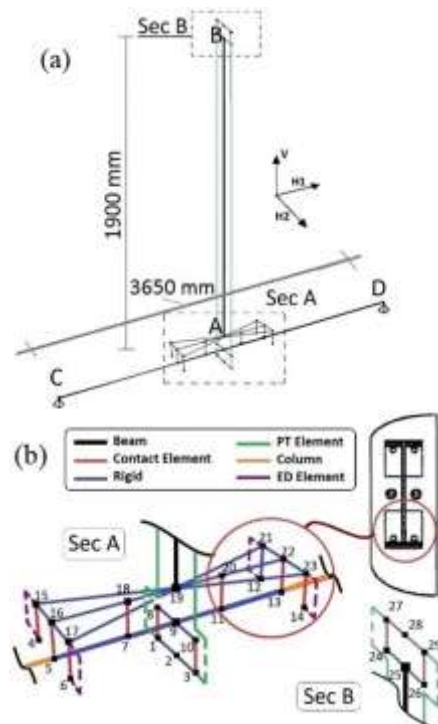 Sec B
B
(a)
1900 mm
V
H1
H2
3650 mm
Sec A
D
A
C
(b)
Beam
PT Element
Contact Element
Column
Rigid
ED Element
Sec A
21
20
22
15
18
12
23
16
19
13
17
8
11
14
4
9
10
5
7
1
6
2
3
27
28
29
24
25
26
Sec B